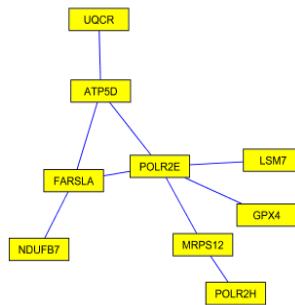 UQCR
ATP5D
LSM7
POLR2E
FARSLA
GPX4
MRPS12
NDUFB7
POLR2H